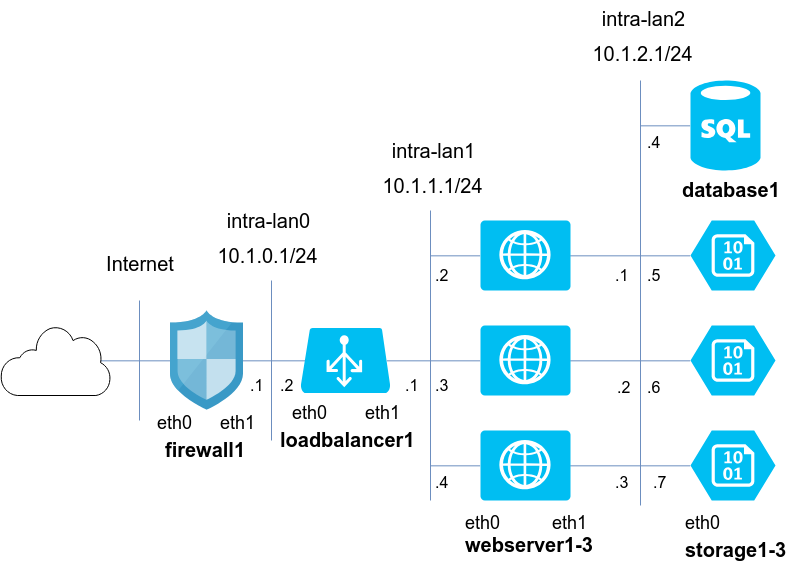 intra-lan2
10.1.2.1/24
SQL
.4
database1
intra-lan1
10.1.1.1/24
intra-lan0
10.1.0.1/24
Internet
.2
.1
.5
10
01
.1
.2
.1
.3
.2
.6
10
01
eth0
eth1
firewall1
eth0
eth1
loadbalancer1
.4
.3
.7
10
01
eth0
eth1
webserver1-3
eth0
storage1-3